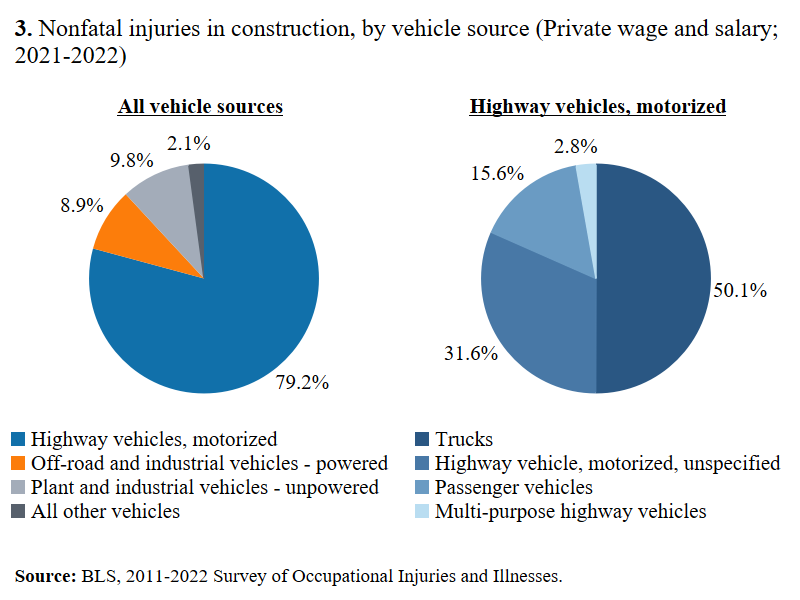 3. Nonfatal injuries in construction, by vehicle source (Private wage and salary;
2021-2022)
All vehicle sources
2.1%
9.8%
8.9%
79.2%
Highway vehicles, motorized
Off-road and industrial vehicles - powered
Plant and industrial vehicles - unpowered
All other vehicles
Highway vehicles, motorized
2.8%
15.6%
50.1%
31.6%
Trucks
Highway vehicle, motorized, unspecified
Passenger vehicles
Multi-purpose highway vehicles
Source: BLS, 2011-2022 Survey of Occupational Injuries and Illnesses.